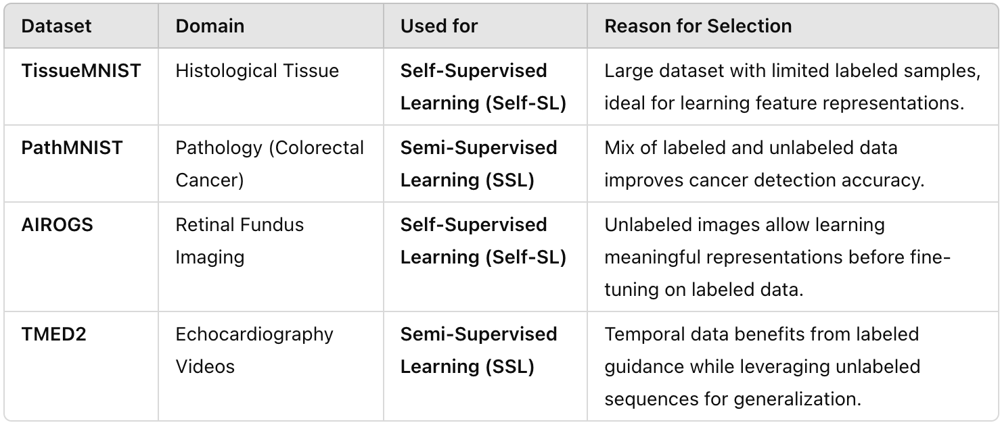 Dataset Domain Used for Reason for Selection
TissueMNIST Histological Tissue Self-Supervised Large dataset with limited labeled samples,
Learning (Self-SL) ideal for learning feature representations.
PathMNIST Pathology (Colorectal Semi-Supervised Mix of labeled and unlabeled data
Cancer) Learning (SSL) improves cancer detection accuracy.
AIROGS Retinal Fundus Self-Supervised Unlabeled images allow learning
Imaging Learning (Self-SL) meaningful representations before fine-
tuning on labeled data.
TMED2 Echocardiography Semi-Supervised Temporal data benefits from labeled
Videos Learning (SSL) guidance while leveraging unlabeled
sequences for generalization.